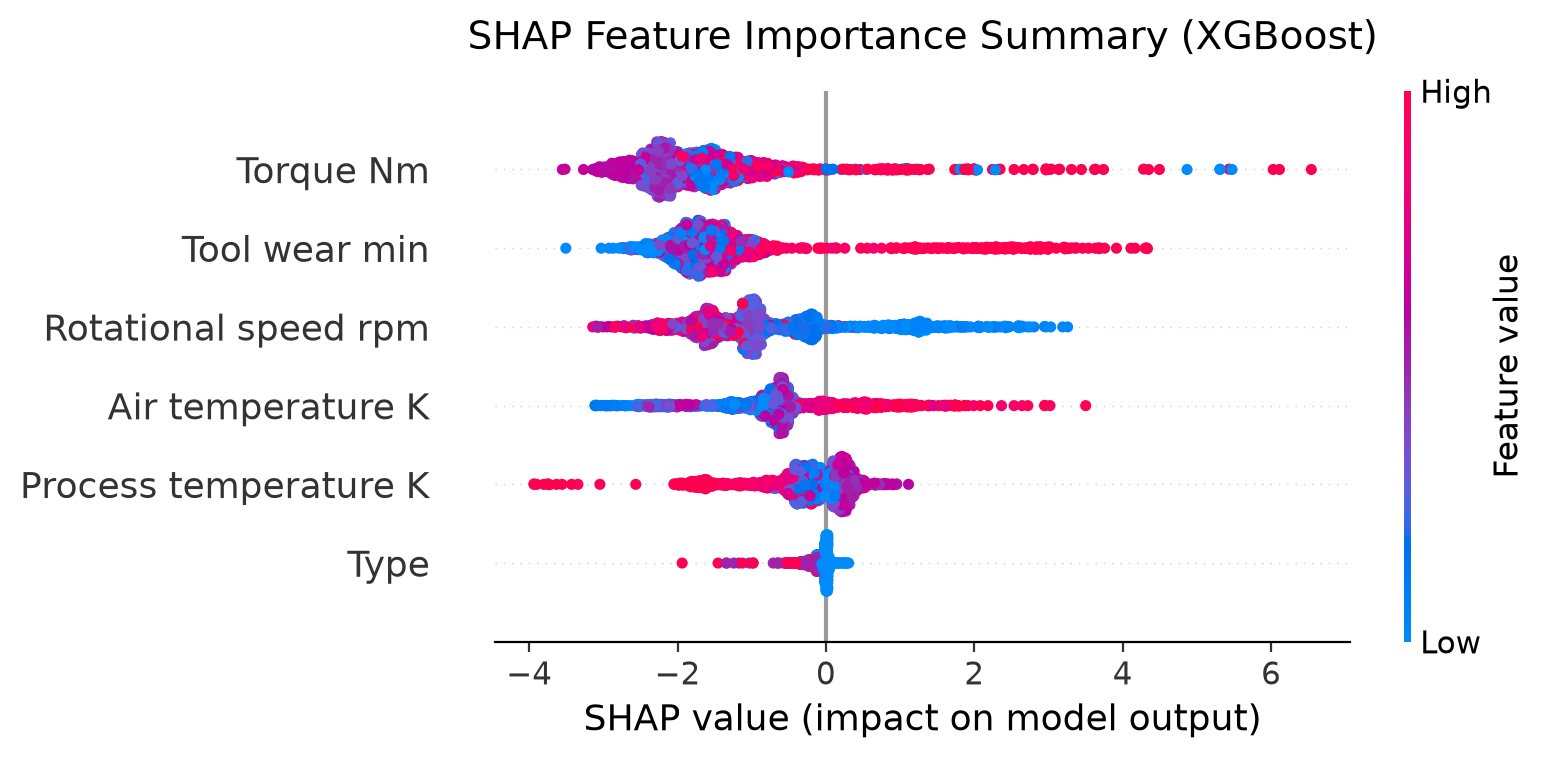 SHAP Feature Importance Summary (XGBoost)
High
Torque Nm
Tool wear min
Rotational speed rpm
Air temperature K
Process temperature K
Type
Feature value
Low
−4 −2 0 2 4 6
SHAP value (impact on model output)